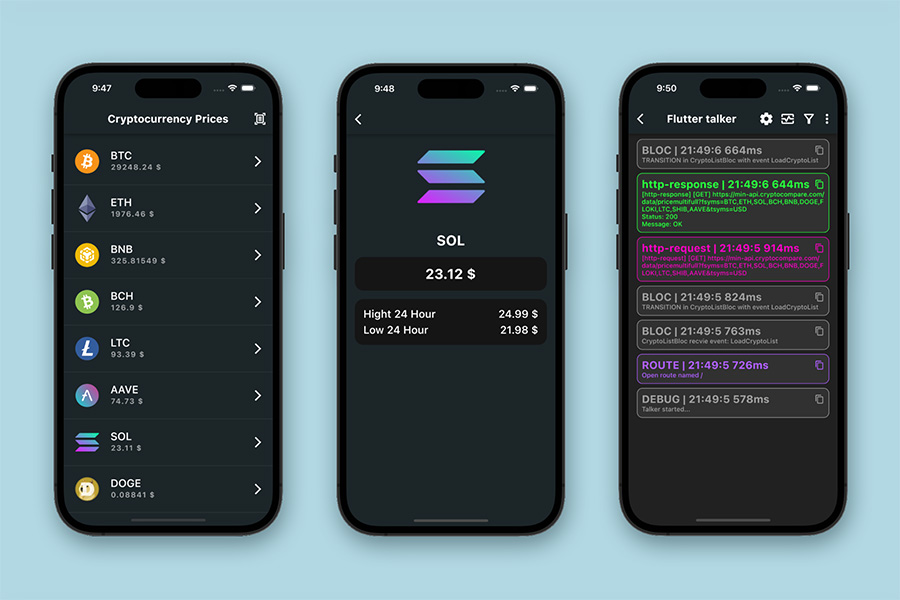 9:47
Cryptocurrency Prices
BTC
29248.24 $
ETH
1976.46 $
BNB
325.81549 $
BCH
126.9 $
LTC
93.39 $
AAVE
74.73 $
SOL
23.11 $
DOGE
0.08841 $
9:48
SOL
23.12 $
Hight 24 Hour 24.99 $
Low 24 Hour 21.98 $
9:50
Flutter talker
BLOC | 21:49:6 664ms
TRANSITION in CryptoListBloc with event LoadCryptoList
http-response | 21:49:6 644ms
[http-response] [GET] https://min-api.cryptocompare.com/
data/pricemultifull?fsyms=BTC,ETH,SOL,BCH,BNB,DOGE,F
LOKI,LTC,SHIB,AAVE&tsyms=USD
Status: 200
Message: OK
http-request | 21:49:5 914ms
[http-request] [GET] https://min-api.cryptocompare.com/
data/pricemultifull?fsyms=BTC,ETH,SOL,BCH,BNB,DOGE,F
LOKI,LTC,SHIB,AAVE&tsyms=USD
BLOC | 21:49:5 824ms
TRANSITION in CryptoListBloc with event LoadCryptoList
BLOC | 21:49:5 763ms
CryptoListBloc recvie event: LoadCryptoList
ROUTE | 21:49:5 726ms
Open route named /
DEBUG | 21:49:5 578ms
Talker started...